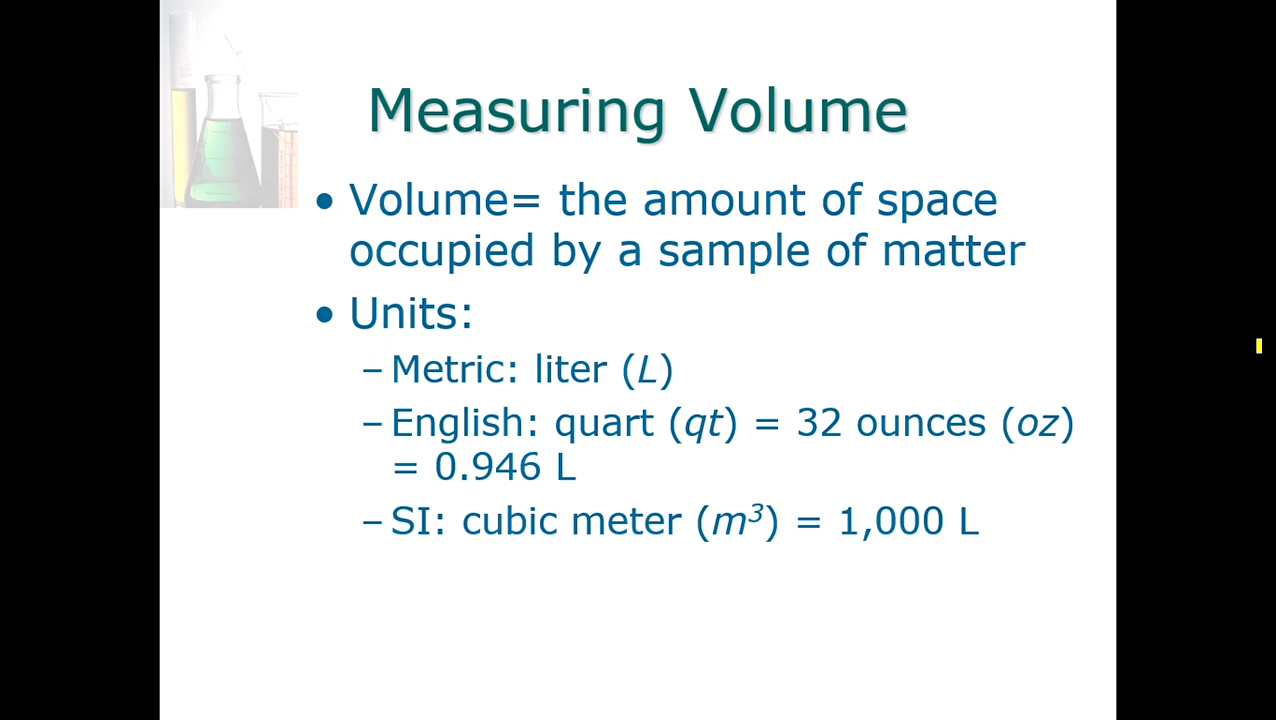 Measuring Volume
• Volume= the amount of space
occupied by a sample of matter
• Units:
– Metric: liter (L)
– English: quart (qt) = 32 ounces (oz)
= 0.946 L
– SI: cubic meter (m³) = 1,000 L